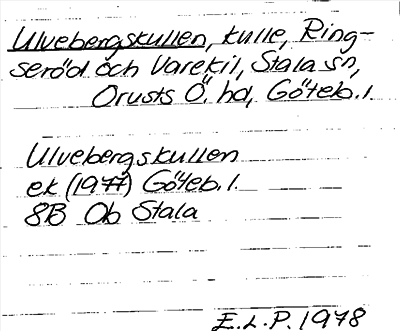 Ulvebergskullen, kulle, Ring-
seröd och Varekil, Stala sn,
Orusts Ö. hd, Göteb. l.
Ulvebergskullen
ek (1977) Göteb. l.
8B Ob Stala
E.L.P. 1978